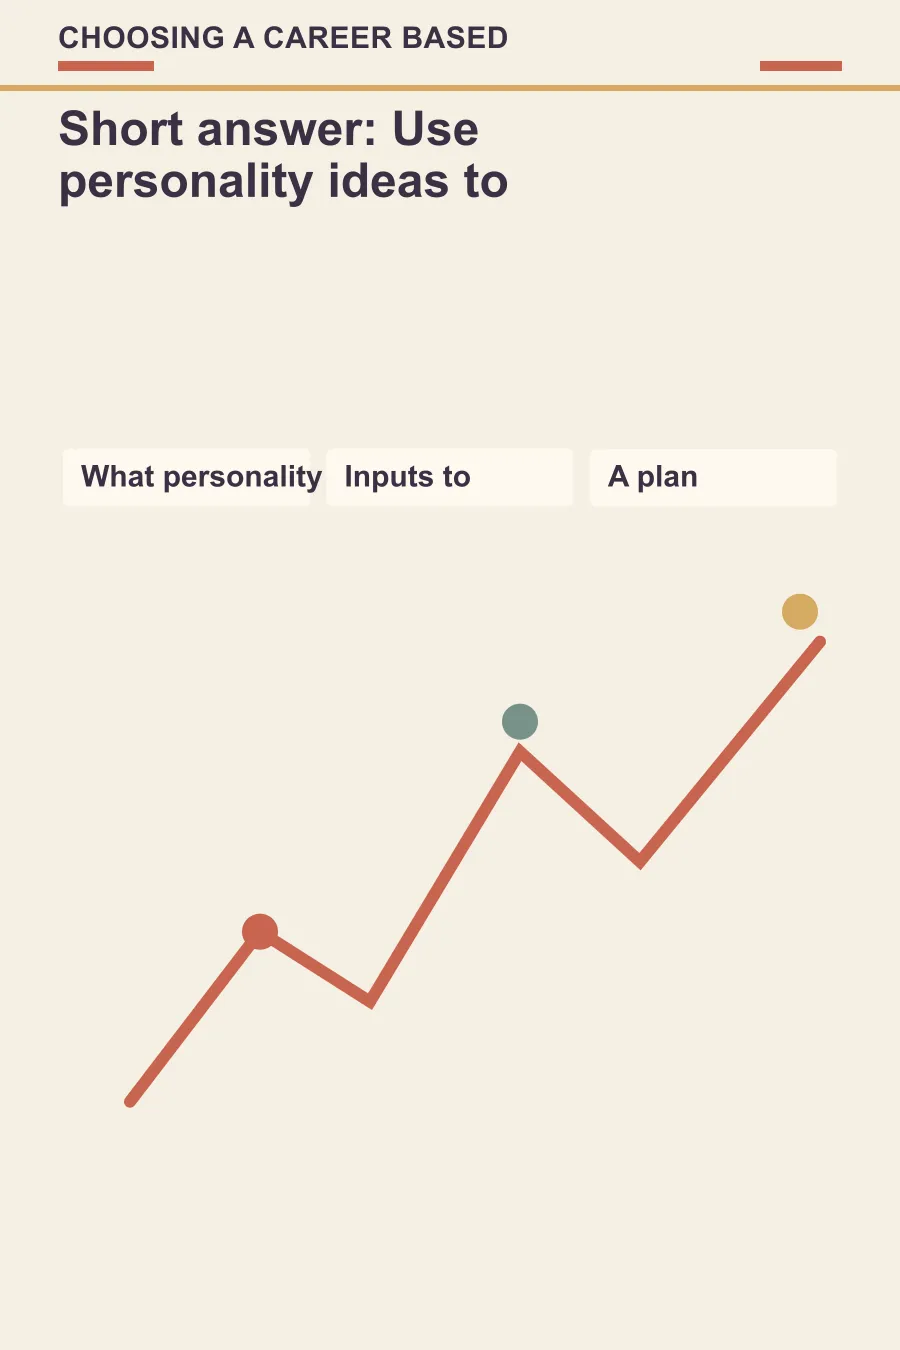 CHOOSING A CAREER BASED
Short answer: Use
personality ideas to
What personality
Inputs to
A plan